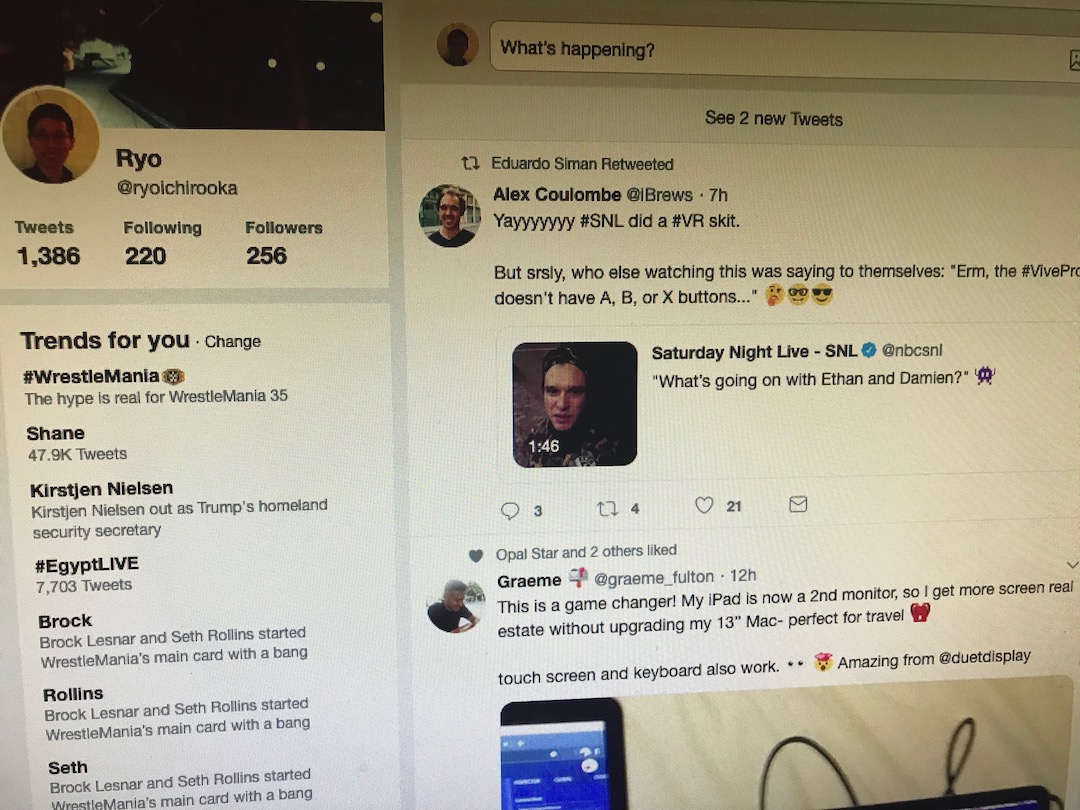 What's happening?
See 2 new Tweets
Ryo
@ryoichirooka
Tweets Following Followers
1,386 220 256
Trends for you · Change
#WrestleMania
The hype is real for WrestleMania 35
Shane
47.9K Tweets
Kirstjen Nielsen
Kirstjen Nielsen out as Trump's homeland
security secretary
#EgyptLIVE
7,703 Tweets
Brock
Brock Lesnar and Seth Rollins started
WrestleMania's main card with a bang
Rollins
Brock Lesnar and Seth Rollins started
WrestleMania's main card with a bang
Seth
Brock Lesnar and Seth Rollins started
WrestleMania's main card with a bang
Eduardo Siman Retweeted
Alex Coulombe @iBrews · 7h
Yayyyyyyy #SNL did a #VR skit.
But srsly, who else watching this was saying to themselves: "Erm, the #VivePro
doesn't have A, B, or X buttons..." 🤔🤓😎
Saturday Night Live - SNL @nbcsnl
"What's going on with Ethan and Damien?"
1:46
3 4 21
Opal Star and 2 others liked
Graeme @graeme_fulton · 12h
This is a game changer! My iPad is now a 2nd monitor, so I get more screen real
estate without upgrading my 13" Mac- perfect for travel
touch screen and keyboard also work. 🤯 Amazing from @duetdisplay